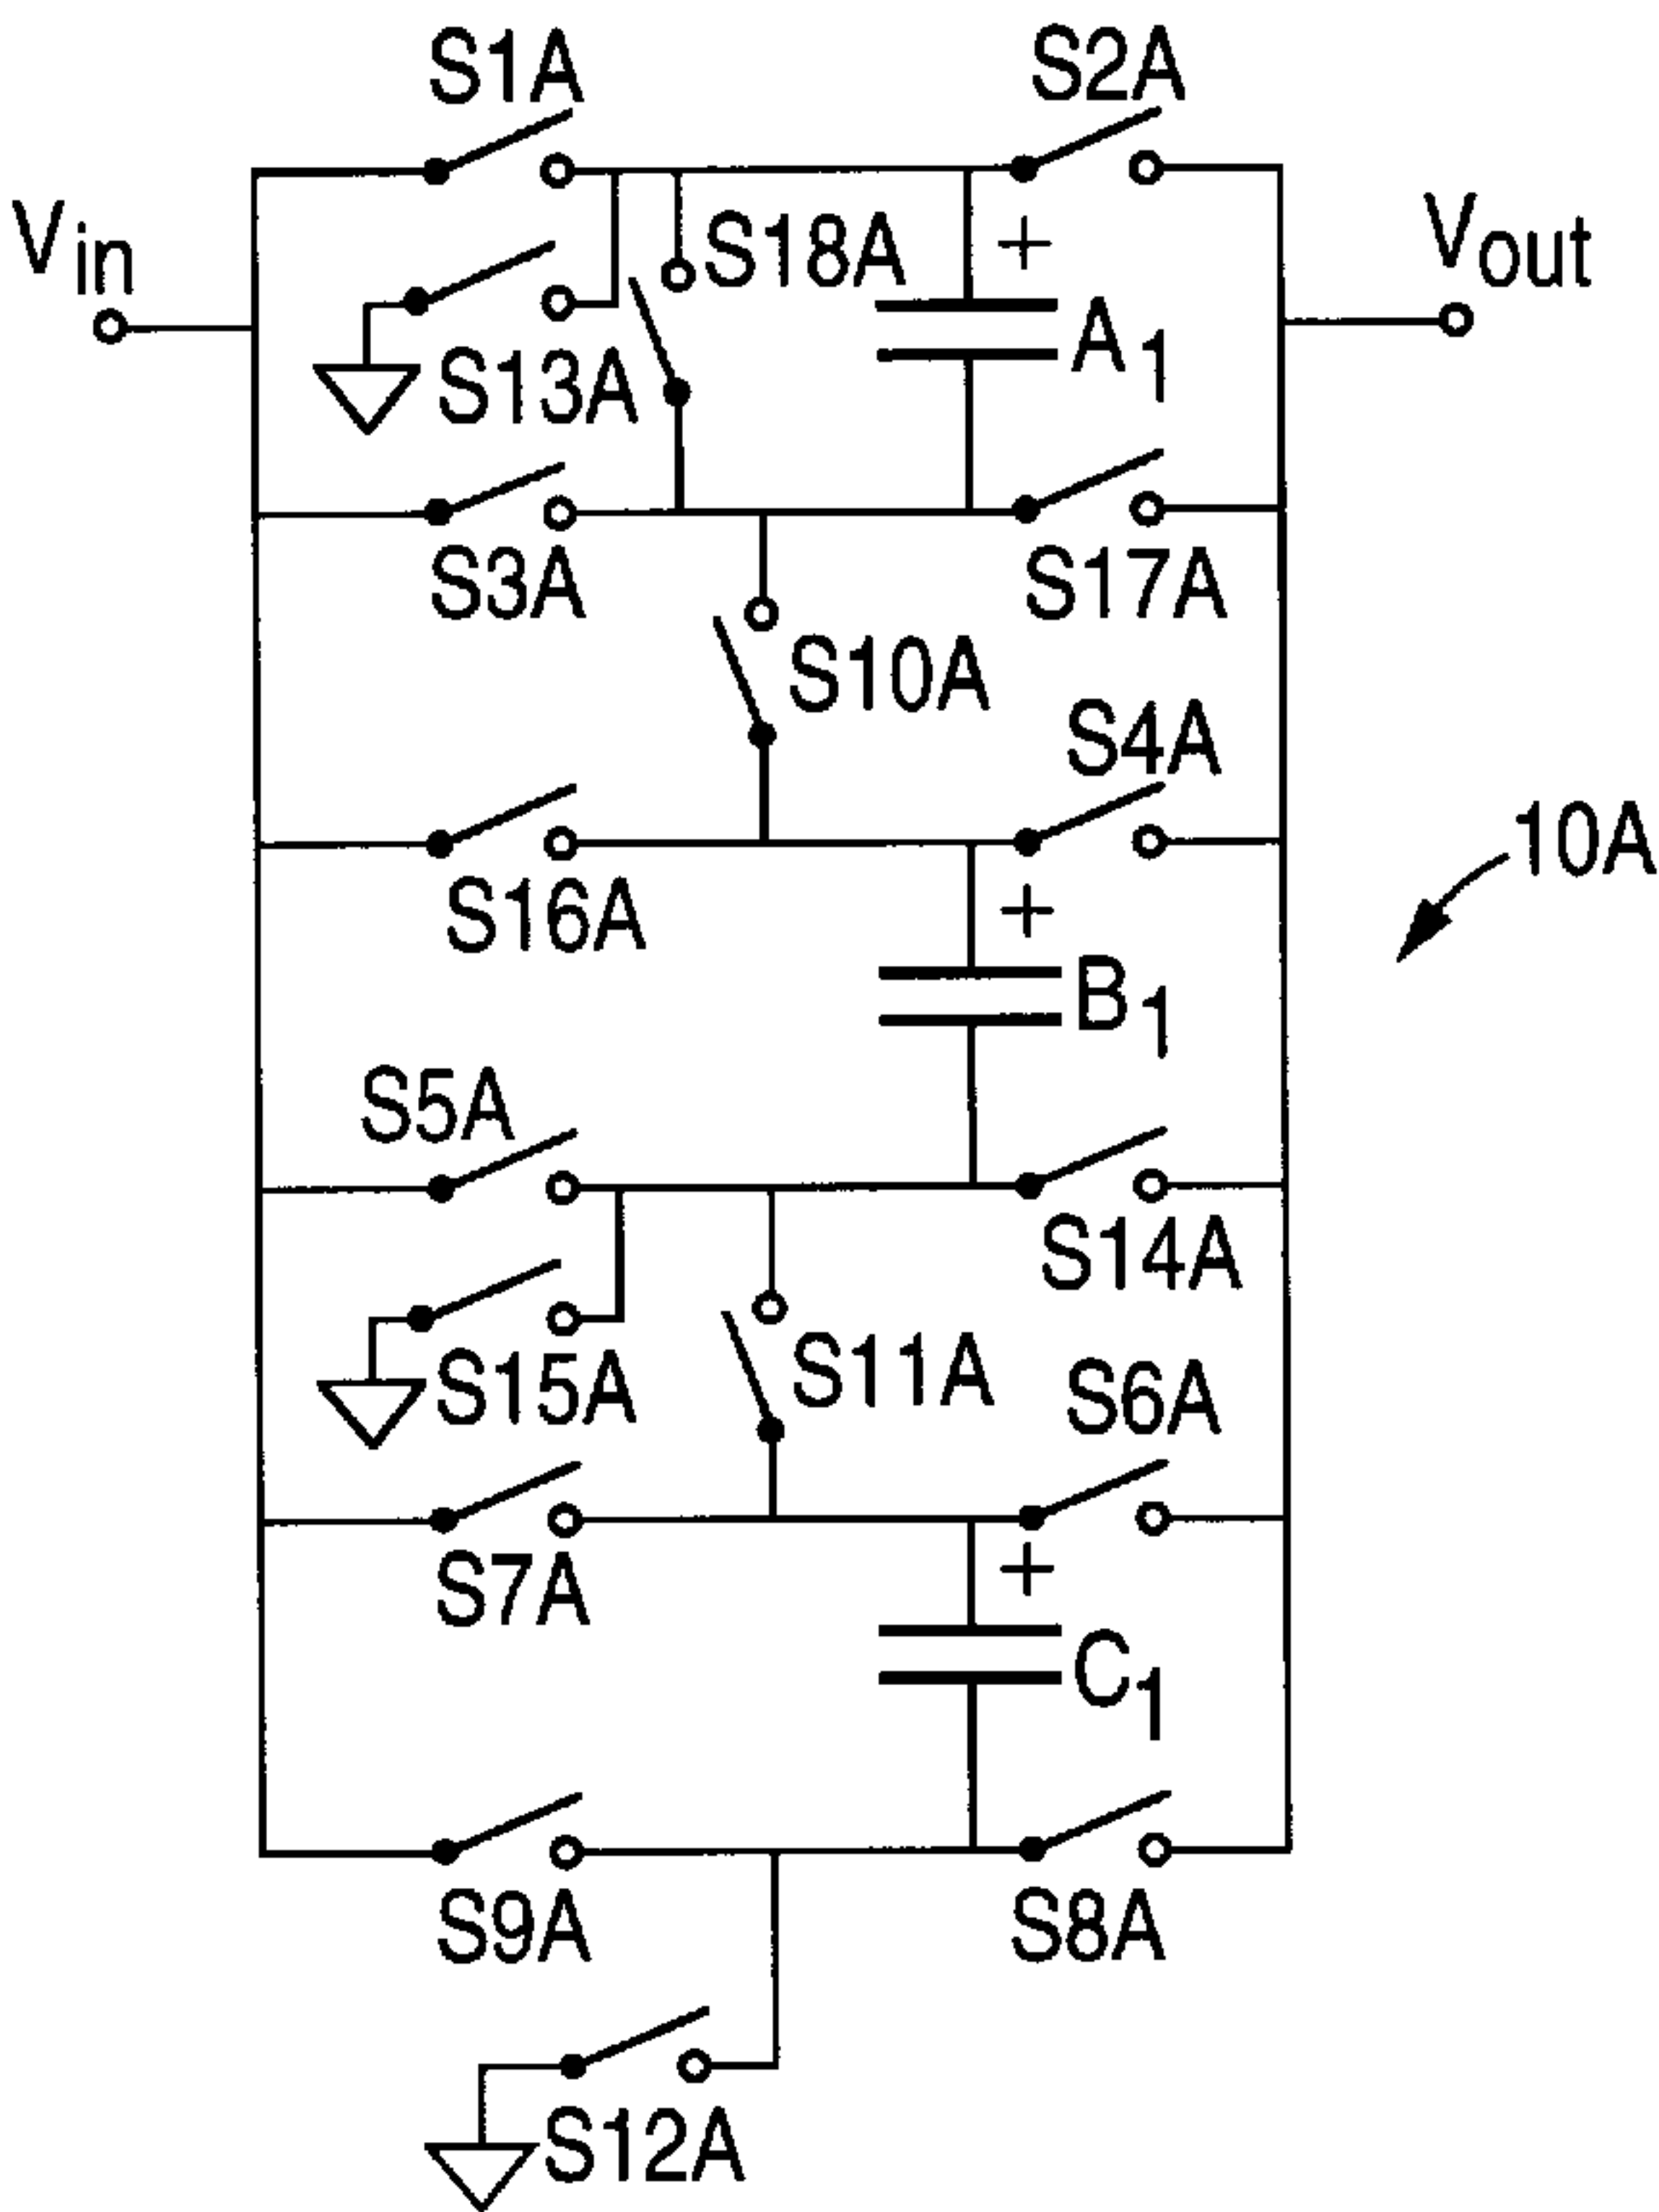 S1A
S2A
Vin
S18A
Vout
+
A1
S13A
S3A
S17A
S10A
S4A
10A
S16A
+
B1
S5A
S14A
S15A
S11A
S6A
S7A
+
C1
S9A
S8A
S12A